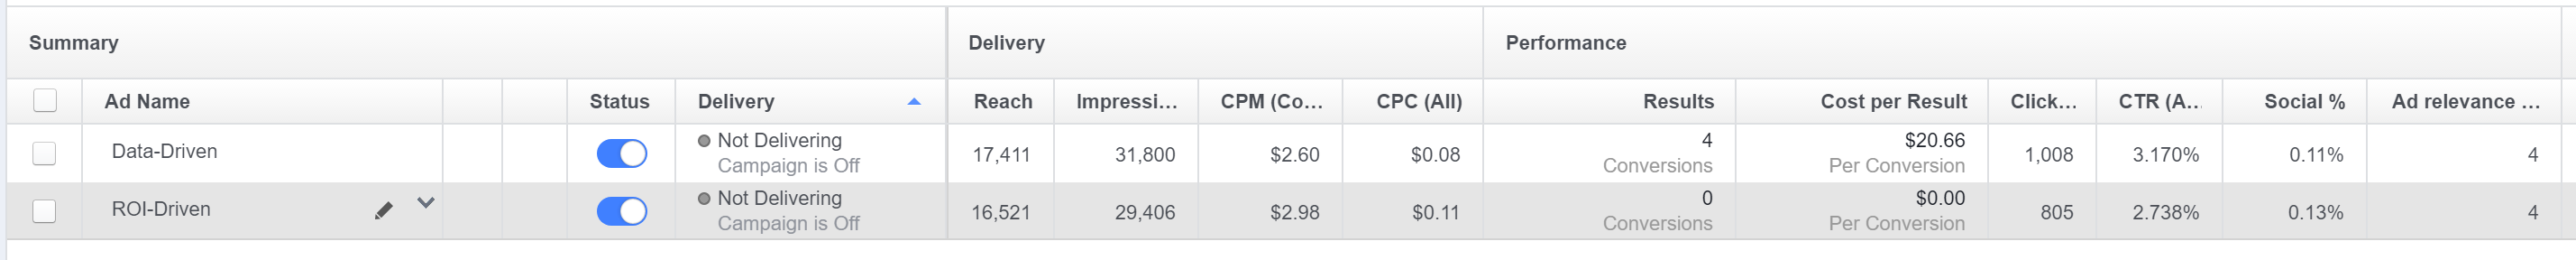 Summary Delivery Performance
Ad Name Status Delivery Reach Impressi... CPM (Co... CPC (All) Results Cost per Result Click... CTR (A... Social % Ad relevance ...
Data-Driven Not Delivering 17,411 31,800 $2.60 $0.08 4 $20.66 1,008 3.170% 0.11% 4
Campaign is Off Conversions Per Conversion
ROI-Driven Not Delivering 16,521 29,406 $2.98 $0.11 0 $0.00 805 2.738% 0.13% 4
Campaign is Off Conversions Per Conversion